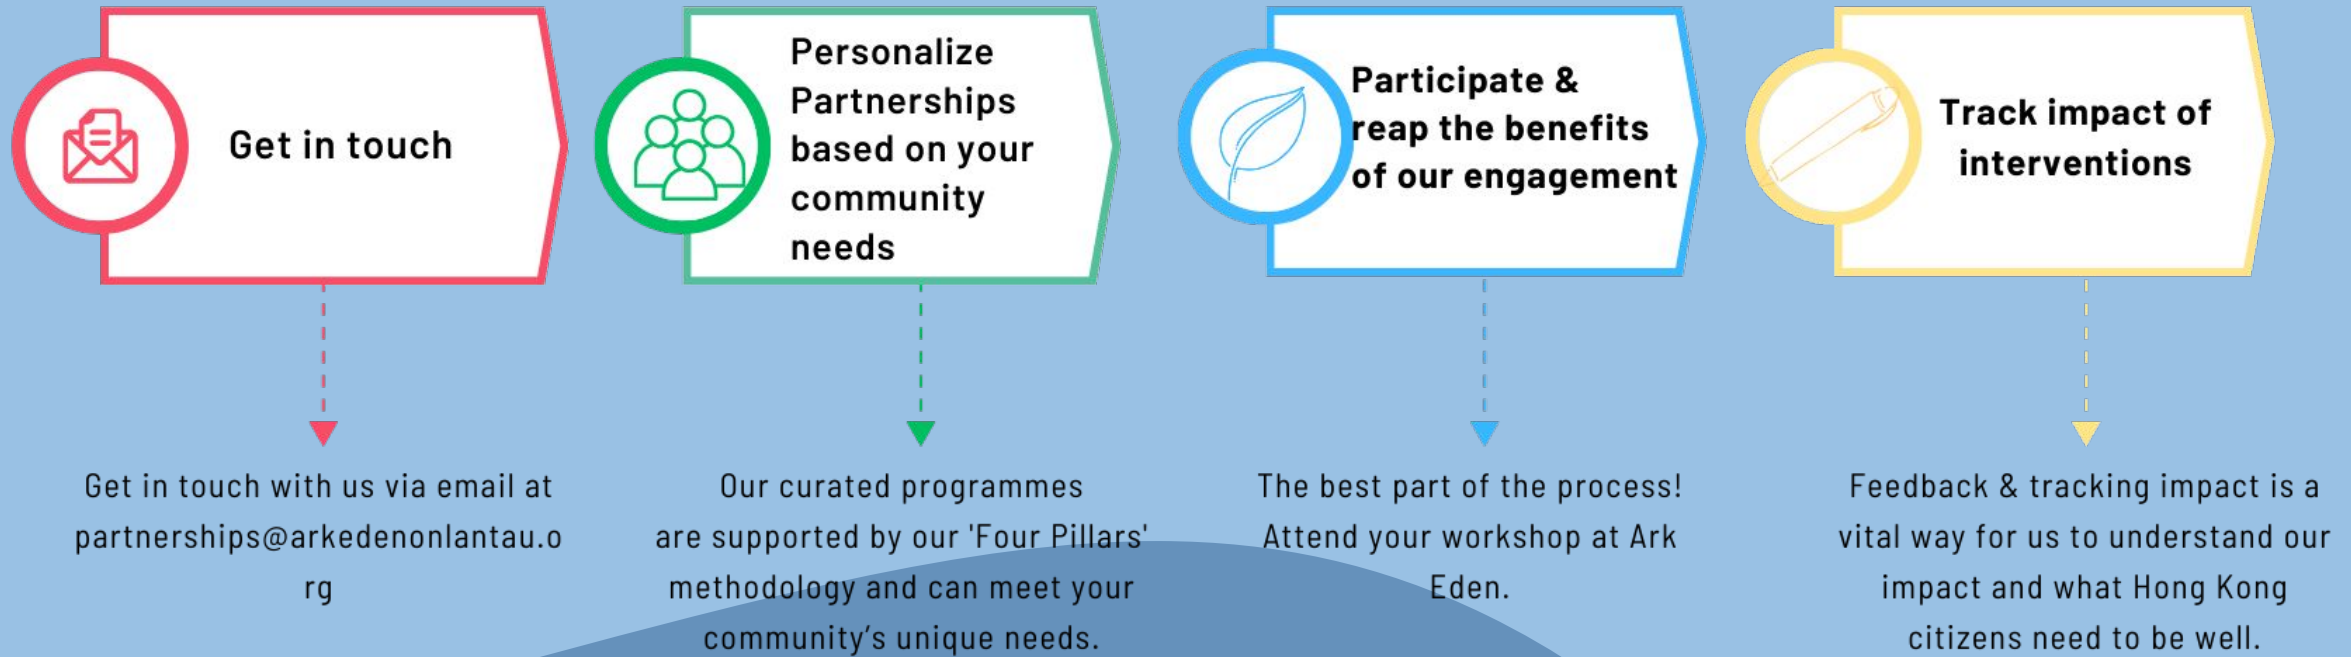 Get in touch
Personalize
Partnerships
based on your
community
needs
Participate &
reap the benefits
of our engagement
Track impact of
interventions
Get in touch with us via email at
partnerships@arkedenonlantau.o
rg
Our curated programmes
are supported by our 'Four Pillars'
methodology and can meet your
community’s unique needs.
The best part of the process!
Attend your workshop at Ark
Eden.
Feedback & tracking impact is a
vital way for us to understand our
impact and what Hong Kong
citizens need to be well.